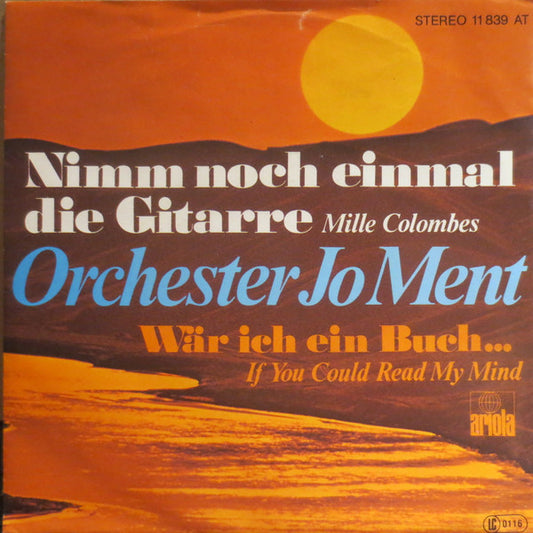 STEREO 11 839 AT
Nimm noch einmal
die Gitarre Mille Colombes
Orchester Jo Ment
Wär ich ein Buch...
If You Could Read My Mind
ariola
LC 0116